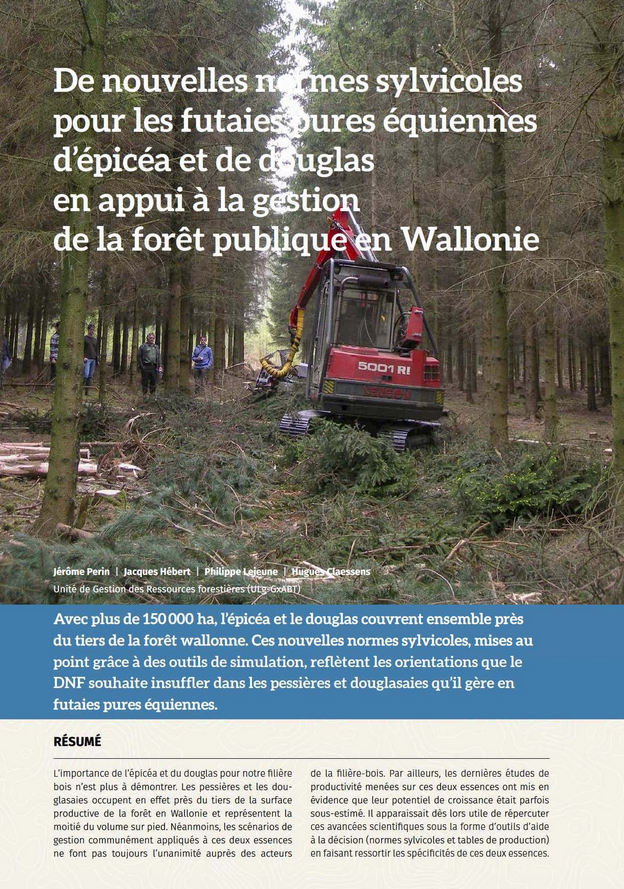 De nouvelles normes sylvicoles
pour les futaies pures équiennes
d'épicéa et de douglas
en appui à la gestion
de la forêt publique en Wallonie
5001 RI
Jérôme Perin | Jacques Hébert | Philippe Lejeune | Hugues Claessens
Unité de Gestion des Ressources forestières (ULg-GxABT)
Avec plus de 150 000 ha, l'épicéa et le douglas couvrent ensemble près
du tiers de la forêt wallonne. Ces nouvelles normes sylvicoles, mises au
point grâce à des outils de simulation, reflètent les orientations que le
DNF souhaite insuffler dans les pessières et douglasaies qu'il gère en
futaies pures équiennes.
RÉSUMÉ
L'importance de l'épicéa et du douglas pour notre filière
bois n'est plus à démontrer. Les pessières et les dou-
glasaies occupent en effet près du tiers de la surface
productive de la forêt en Wallonie et représentent la
moitié du volume sur pied. Néanmoins, les scénarios de
gestion communément appliqués à ces deux essences
ne font pas toujours l'unanimité auprès des acteurs
de la filière-bois. Par ailleurs, les dernières études de
productivité menées sur ces deux essences ont mis en
évidence que leur potentiel de croissance était parfois
sous-estimé. Il apparaissait dès lors utile de répercuter
ces avancées scientifiques sous la forme d'outils d'aide
à la décision (normes sylvicoles et tables de production)
en faisant ressortir les spécificités de ces deux essences.